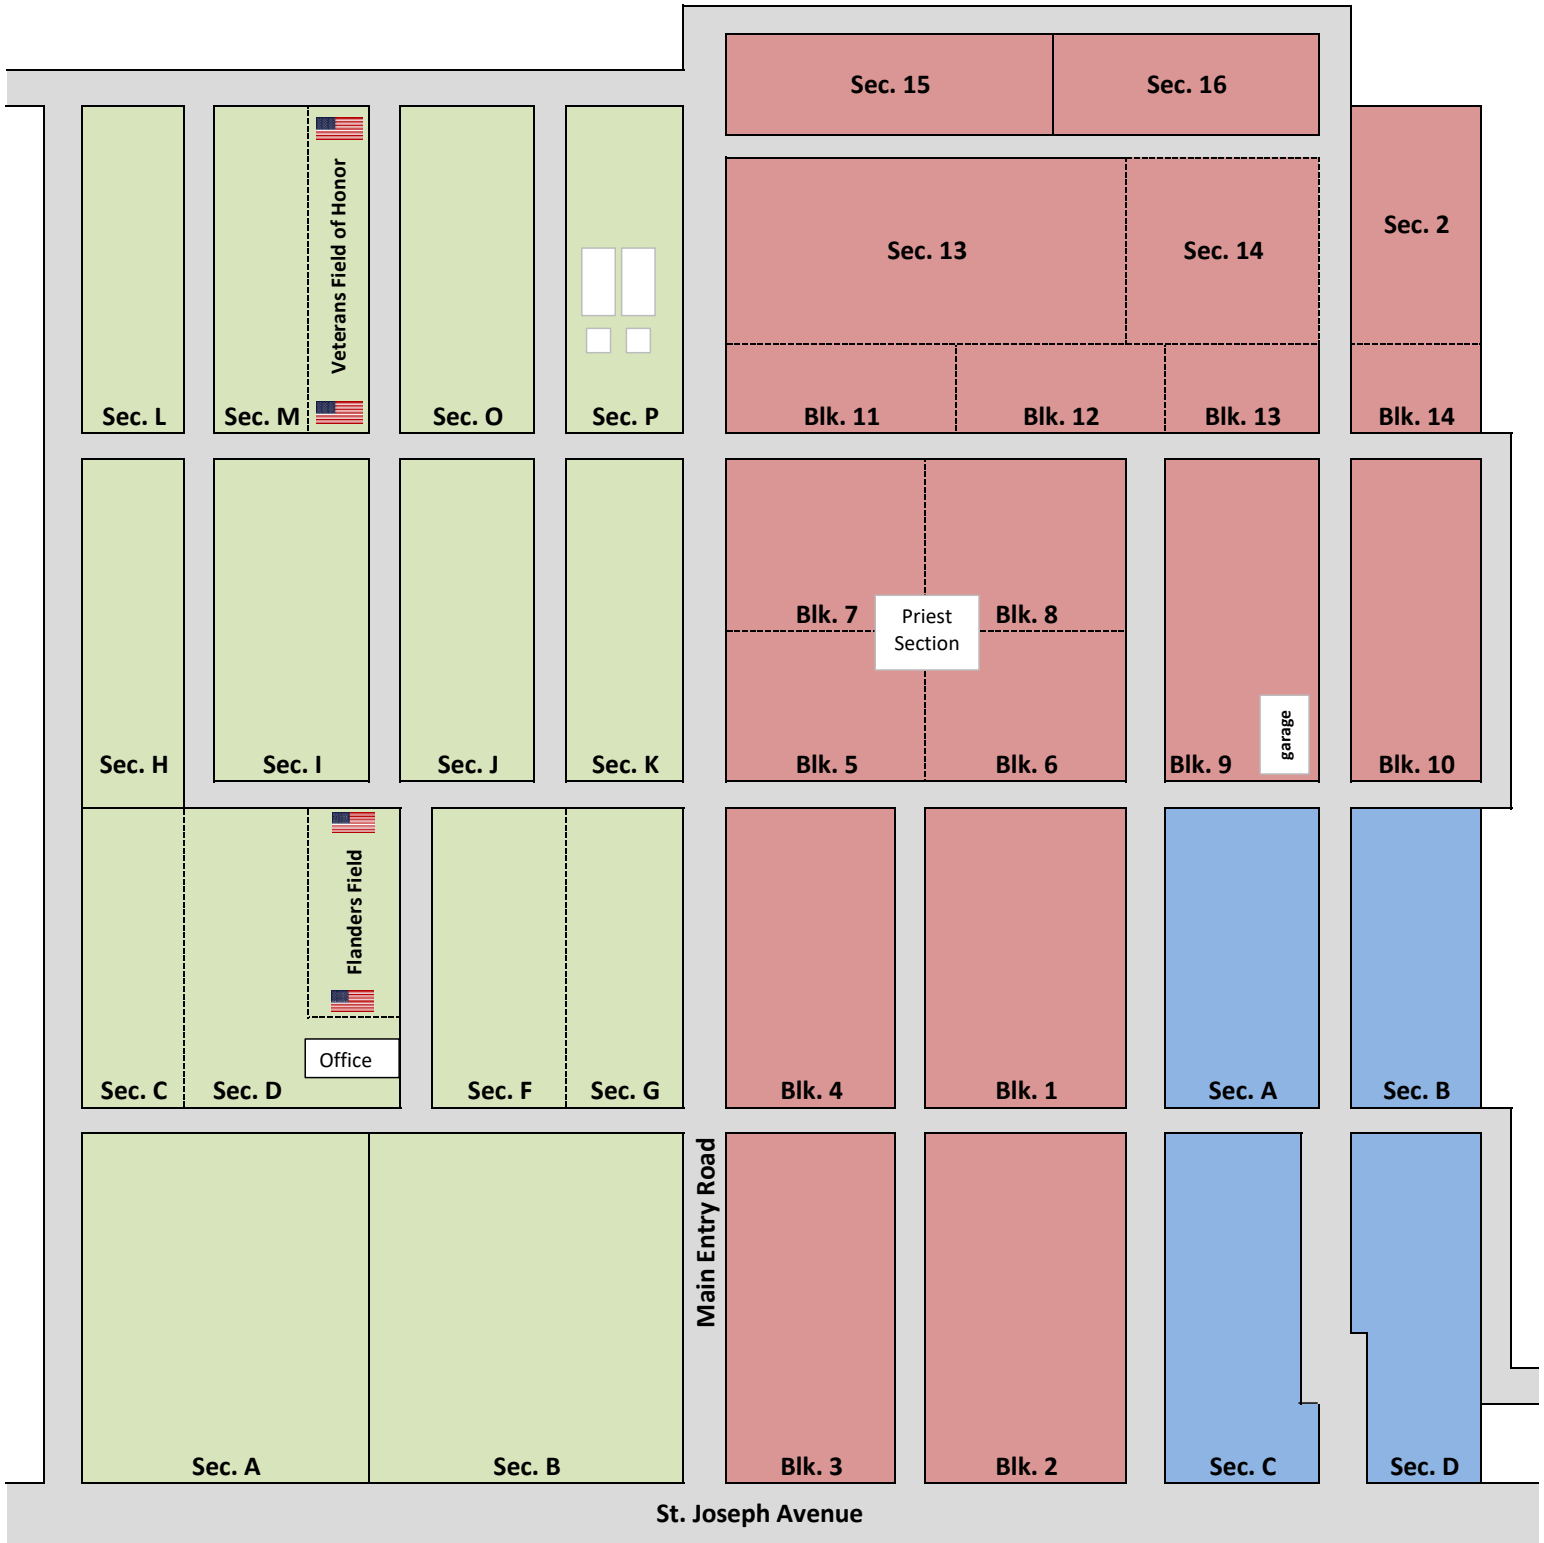 Sec. 15
Sec. 16
Sec. 2
Sec. 13
Sec. 14
Veterans Field of Honor
Sec. L
Sec. M
Sec. O
Sec. P
Blk. 11
Blk. 12
Blk. 13
Blk. 14
Blk. 7
Priest
Section
Blk. 8
garage
Sec. H
Sec. I
Sec. J
Sec. K
Blk. 5
Blk. 6
Blk. 9
Blk. 10
Flanders Field
Office
Sec. C
Sec. D
Sec. F
Sec. G
Blk. 4
Blk. 1
Sec. A
Sec. B
Main Entry Road
Sec. A
Sec. B
Blk. 3
Blk. 2
Sec. C
Sec. D
St. Joseph Avenue